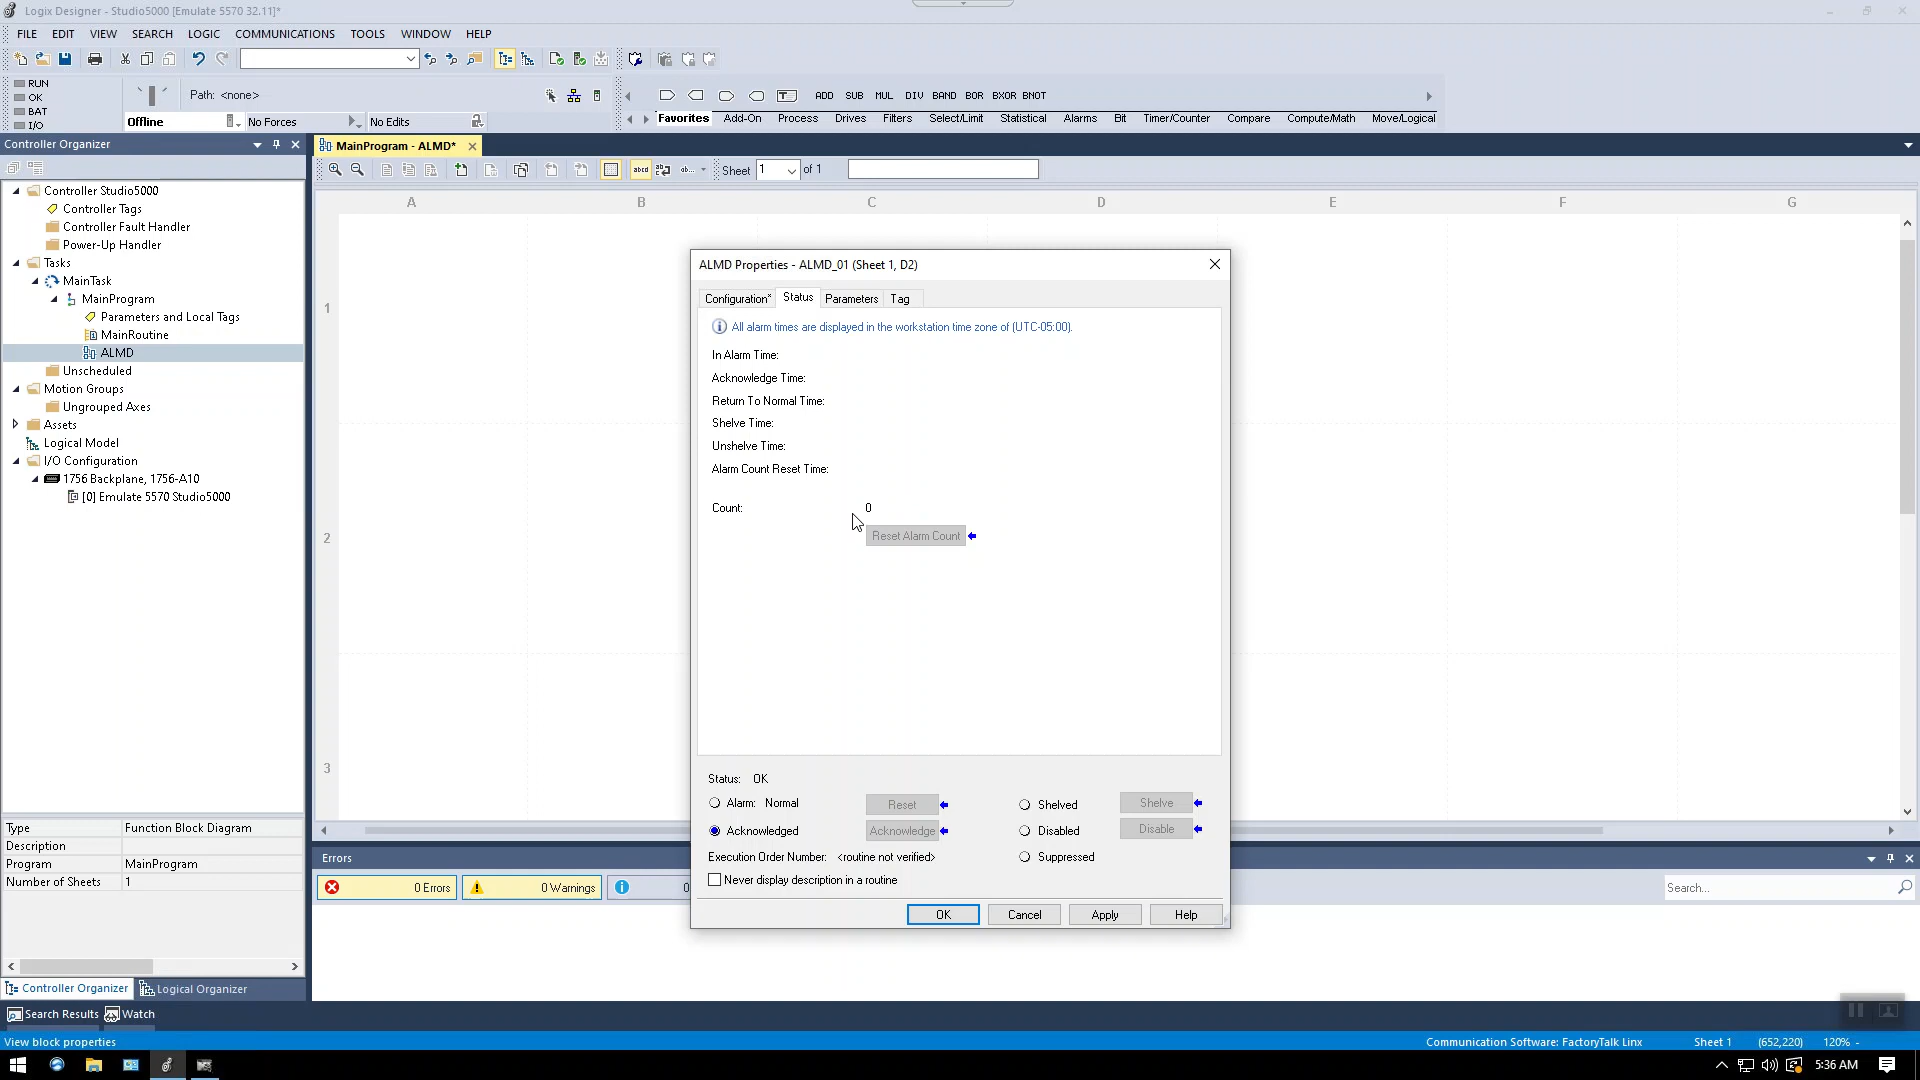 Logix Designer - Studio5000 [Emulate 5570 32.11]*
FILE EDIT VIEW SEARCH LOGIC COMMUNICATIONS TOOLS WINDOW HELP
RUN
OK
BAT
I/O
Path: <none>
Offline
No Forces
No Edits
ADD SUB MUL DIV BAND BOR BXOR BNOT
Favorites Add-On Process Drives Filters Select/Limit Statistical Alarms Bit Timer/Counter Compare Compute/Math Move/Logical
Controller Organizer
MainProgram - ALMD*
abcd
ab...
Sheet 1 of 1
Controller Studio5000
Controller Tags
Controller Fault Handler
Power-Up Handler
Tasks
MainTask
MainProgram
Parameters and Local Tags
MainRoutine
ALMD
Unscheduled
Motion Groups
Ungrouped Axes
Assets
Logical Model
I/O Configuration
1756 Backplane, 1756-A10
[0] Emulate 5570 Studio5000
A B C D E F G
1
2
3
ALMD Properties - ALMD_01 (Sheet 1, D2)
Configuration* Status Parameters Tag
All alarm times are displayed in the workstation time zone of (UTC-05:00).
In Alarm Time:
Acknowledge Time:
Return To Normal Time:
Shelve Time:
Unshelve Time:
Alarm Count Reset Time:
Count: 0
Reset Alarm Count
Status: OK
Alarm: Normal Reset Shelved Shelve
Acknowledged Acknowledge Disabled Disable
Execution Order Number: <routine not verified> Suppressed
Never display description in a routine
OK Cancel Apply Help
Type Function Block Diagram
Description
Program MainProgram
Number of Sheets 1
Errors
0 Errors
0 Warnings
0
Search...
Controller Organizer
Logical Organizer
Search Results
Watch
View block properties
Communication Software: FactoryTalk Linx
Sheet 1
(652,220)
120%
5:36 AM